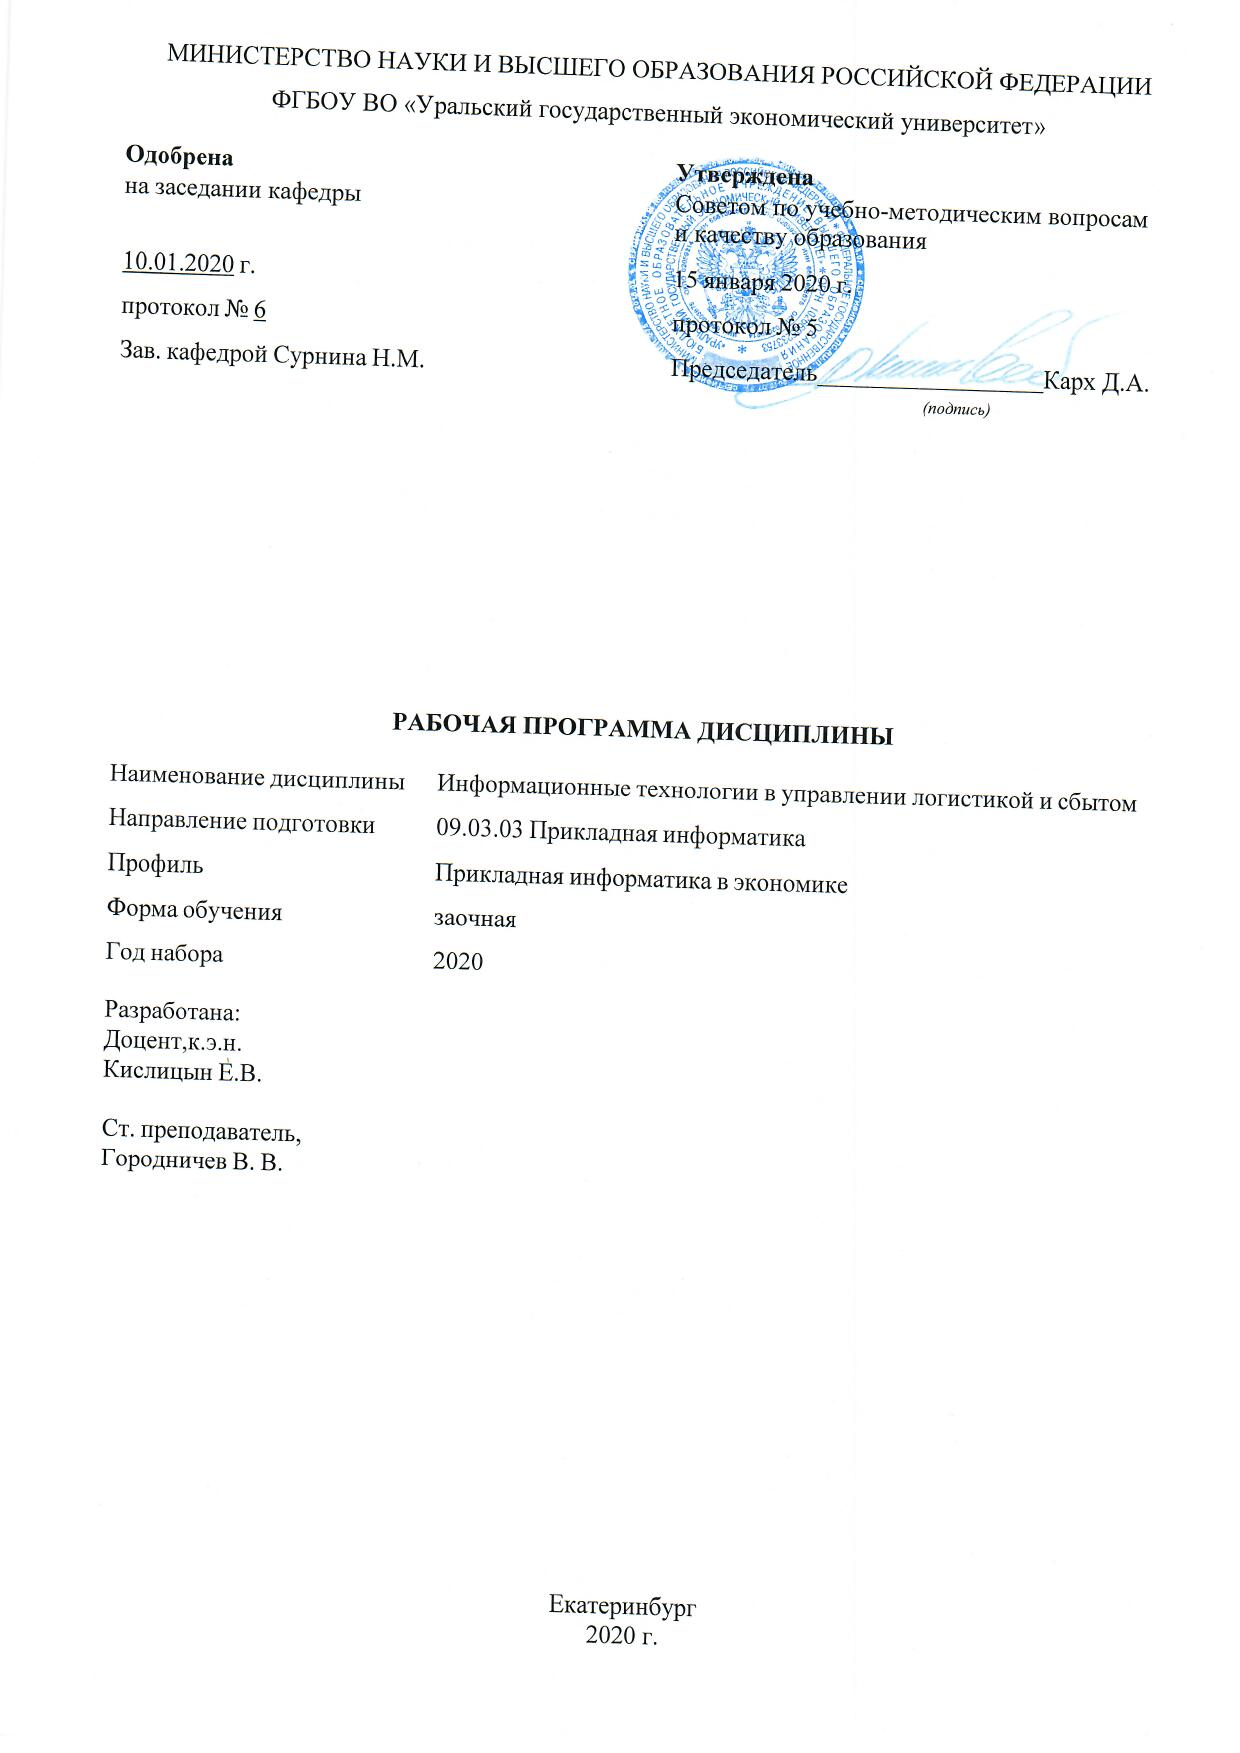 МИНИСТЕРСТВО НАУКИ И ВЫСШЕГО ОБРАЗОВАНИЯ РОССИЙСКОЙ ФЕДЕРАЦИИ
ФГБОУ ВО «Уральский государственный экономический университет»
Одобрена
на заседании кафедры
10.01.2020 г.
протокол № 6
Зав. кафедрой Сурнина Н.М.
Утверждена
Советом по учебно-методическим вопросам
и качеству образования
15 января 2020 г.
протокол № 5
Председатель__________________Карх Д.А.
(подпись)
РАБОЧАЯ ПРОГРАММА ДИСЦИПЛИНЫ
Наименование дисциплины Информационные технологии в управлении логистикой и сбытом
Направление подготовки 09.03.03 Прикладная информатика
Профиль Прикладная информатика в экономике
Форма обучения заочная
Год набора 2020
Разработана:
Доцент,к.э.н.
Кислицын Е.В.
Ст. преподаватель,
Городничев В. В.
Екатеринбург
2020 г.